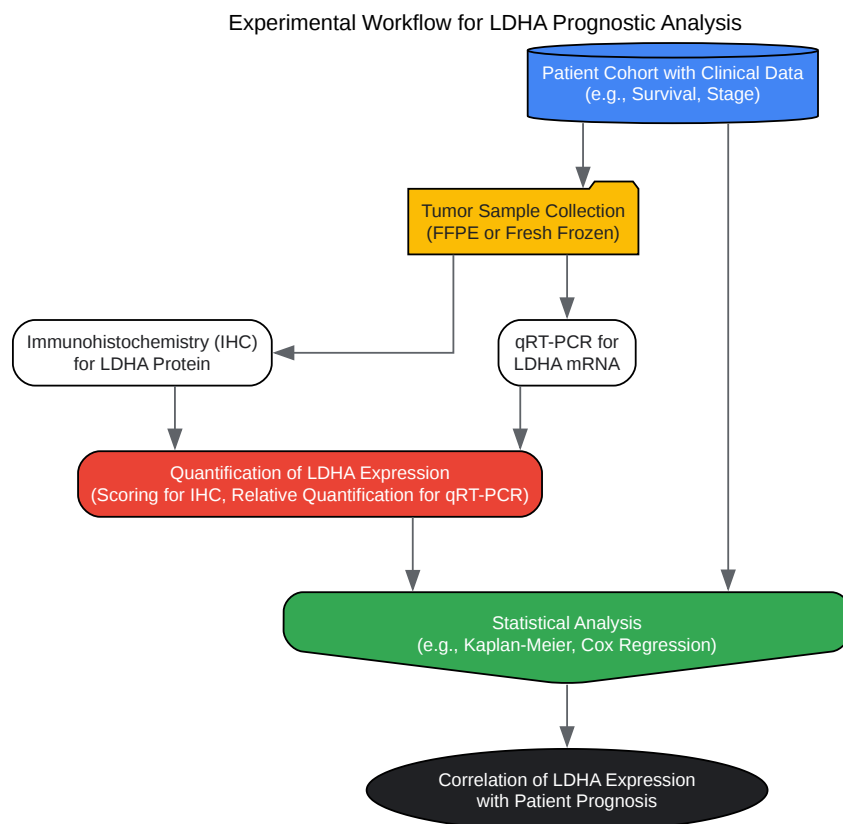 Experimental Workflow for LDHA Prognostic Analysis
Patient Cohort with Clinical Data
(e.g., Survival, Stage)
Tumor Sample Collection
(FFPE or Fresh Frozen)
Immunohistochemistry (IHC)
for LDHA Protein
qRT-PCR for
LDHA mRNA
Quantification of LDHA Expression
(Scoring for IHC, Relative Quantification for qRT-PCR)
Statistical Analysis
(e.g., Kaplan-Meier, Cox Regression)
Correlation of LDHA Expression
with Patient Prognosis